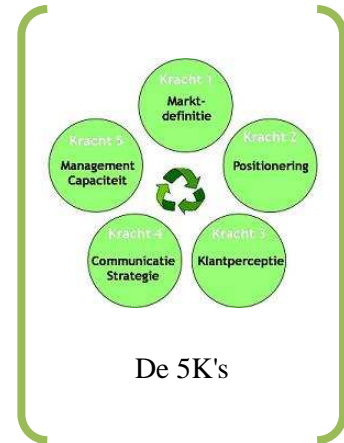 Kracht 1
Markt-
definitie
Kracht 2
Positionering
Kracht 3
Klantperceptie
Kracht 4
Communicatie
Strategie
Kracht 5
Management
Capaciteit
De 5K's